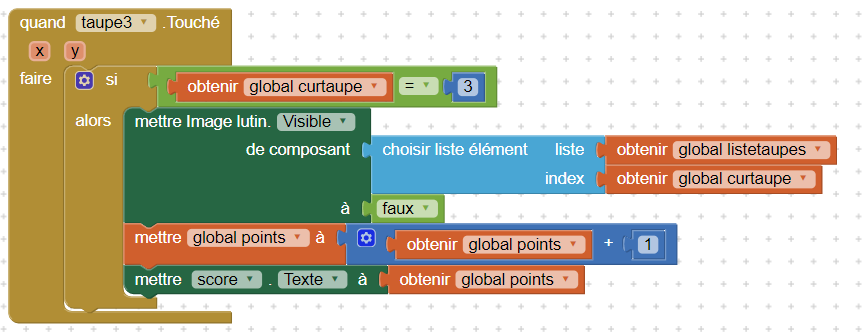 quand taupe3 .Touché
x y
faire si obtenir global curtaupe = 3
alors mettre Image lutin. Visible
de composant choisir liste élément liste obtenir global listetaupes
index obtenir global curtaupe
à faux
mettre global points à obtenir global points + 1
mettre score . Texte à obtenir global points